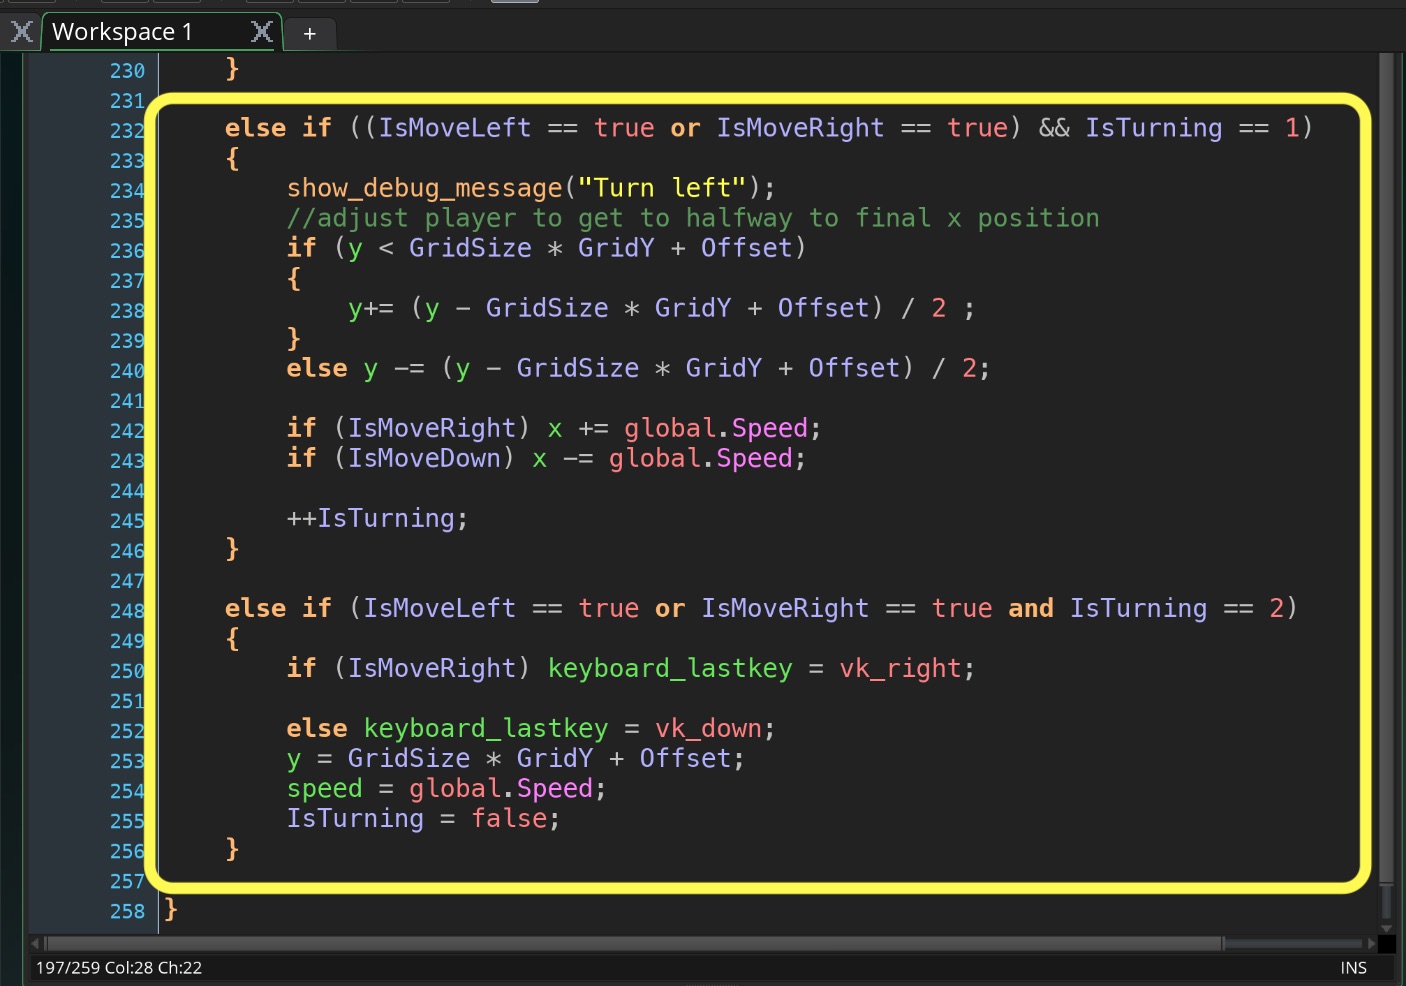 Workspace 1
+
230 }
231
232 else if ((IsMoveLeft == true or IsMoveRight == true) && IsTurning == 1)
233 {
234 show_debug_message("Turn left");
235 //adjust player to get to halfway to final x position
236 if (y < GridSize * GridY + Offset)
237 {
238 y+= (y - GridSize * GridY + Offset) / 2 ;
239 }
240 else y -= (y - GridSize * GridY + Offset) / 2;
241
242 if (IsMoveRight) x += global.Speed;
243 if (IsMoveDown) x -= global.Speed;
244
245 ++IsTurning;
246 }
247
248 else if (IsMoveLeft == true or IsMoveRight == true and IsTurning == 2)
249 {
250 if (IsMoveRight) keyboard_lastkey = vk_right;
251
252 else keyboard_lastkey = vk_down;
253 y = GridSize * GridY + Offset;
254 speed = global.Speed;
255 IsTurning = false;
256 }
257
258 }
197/259 Col:28 Ch:22 INS